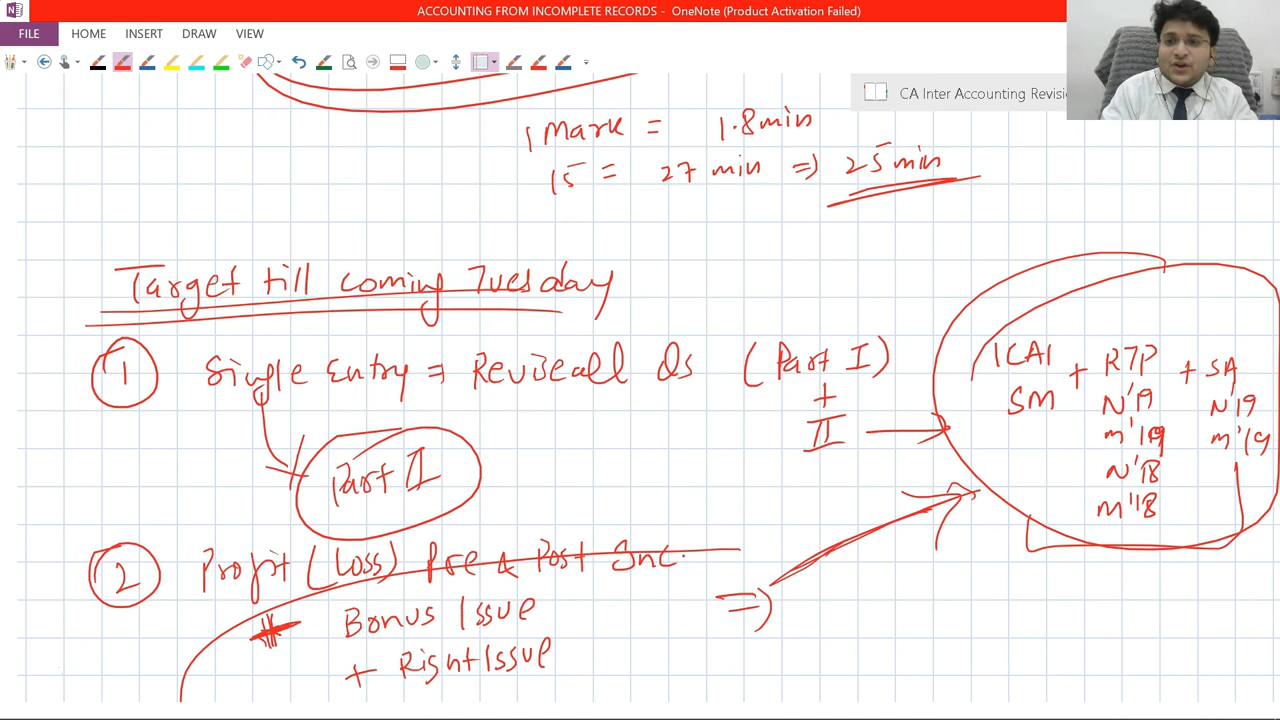 ACCOUNTING FROM INCOMPLETE RECORDS - OneNote (Product Activation Failed)
FILE HOME INSERT DRAW VIEW
CA Inter Accounting Revisi
1 Mark = 1.8 min
15 = 27 min ⇒ 25 min
Target till coming Tuesday
1 Single Entry ⇒ Revise all Qs (Part I)
+
II
Part II
ICAI + RTP + SA
SM N'19 N'19
M'19 M'19
N'18
M'18
2 Profit (Loss) Pre & Post Inc.
Bonus Issue ⇒
+ Right Issue